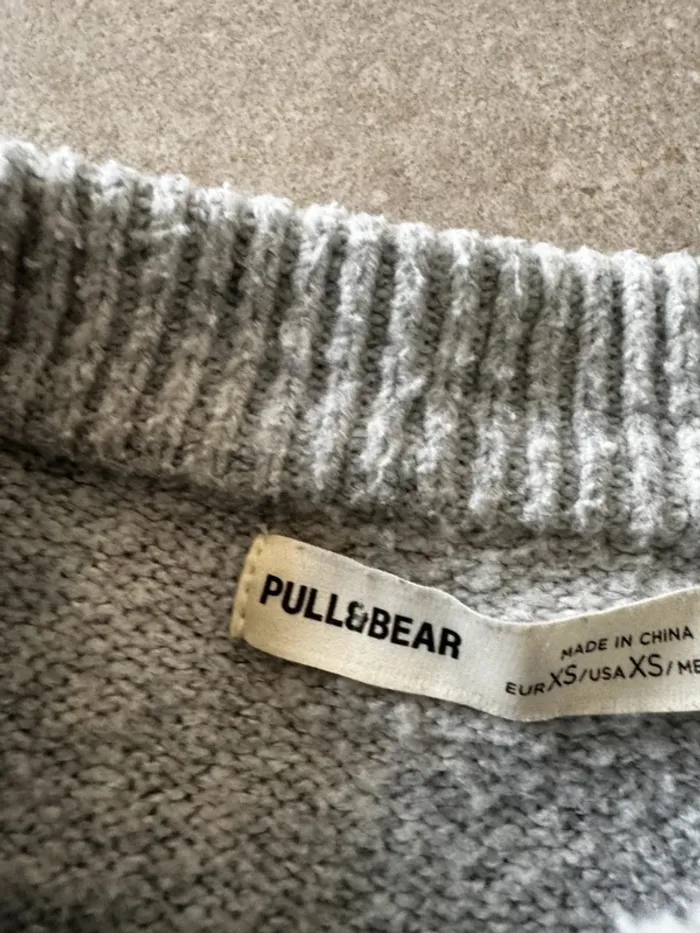 PULL&BEAR
MADE IN CHINA
EUR XS/USA XS/ ME